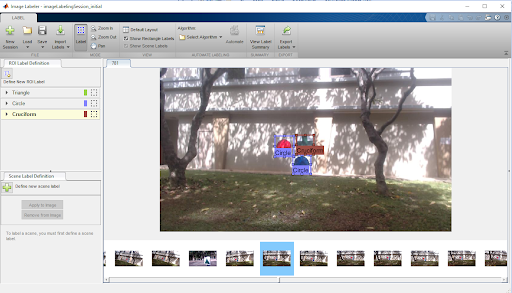 Image Labeler - imageLabelingSession_initial
LABEL
New Session
Load
Save
Import Labels
Label
Zoom In
Zoom Out
Pan
Default Layout
Show Rectangle Labels
Show Scene Labels
Algorithm:
Select Algorithm
Automate
View Label Summary
Export Labels
FILE
MODE
VIEW
AUTOMATE LABELING
SUMMARY
EXPORT
ROI Label Definition
781
Define New ROI Label
Triangle
Circle
Cruciform
Circle
Cruciform
Circle
Scene Label Definition
Define new scene label
Apply to Image
Remove from Image
To label a scene, you must first define a scene
label.